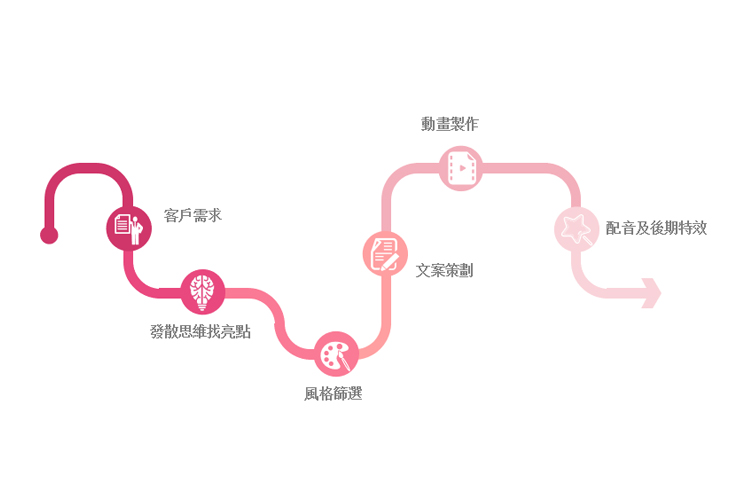 客戶需求
發散思維找亮點
風格篩選
文案策劃
動畫製作
配音及後期特效